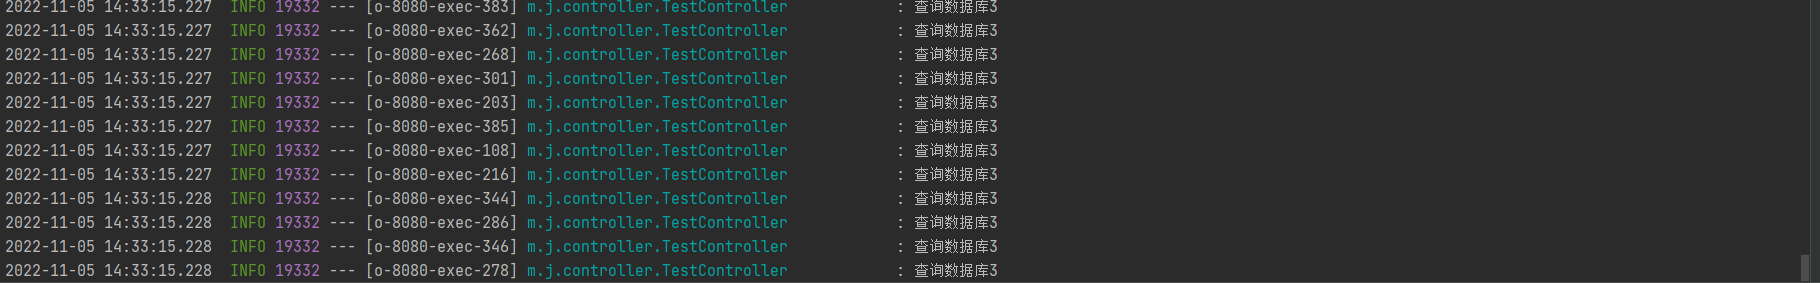 2022-11-05 14:33:15.227  INFO 19332 --- [o-8080-exec-383] m.j.controller.TestController            : 查询数据库3
2022-11-05 14:33:15.227  INFO 19332 --- [o-8080-exec-362] m.j.controller.TestController            : 查询数据库3
2022-11-05 14:33:15.227  INFO 19332 --- [o-8080-exec-268] m.j.controller.TestController            : 查询数据库3
2022-11-05 14:33:15.227  INFO 19332 --- [o-8080-exec-301] m.j.controller.TestController            : 查询数据库3
2022-11-05 14:33:15.227  INFO 19332 --- [o-8080-exec-203] m.j.controller.TestController            : 查询数据库3
2022-11-05 14:33:15.227  INFO 19332 --- [o-8080-exec-385] m.j.controller.TestController            : 查询数据库3
2022-11-05 14:33:15.227  INFO 19332 --- [o-8080-exec-108] m.j.controller.TestController            : 查询数据库3
2022-11-05 14:33:15.227  INFO 19332 --- [o-8080-exec-216] m.j.controller.TestController            : 查询数据库3
2022-11-05 14:33:15.228  INFO 19332 --- [o-8080-exec-344] m.j.controller.TestController            : 查询数据库3
2022-11-05 14:33:15.228  INFO 19332 --- [o-8080-exec-286] m.j.controller.TestController            : 查询数据库3
2022-11-05 14:33:15.228  INFO 19332 --- [o-8080-exec-346] m.j.controller.TestController            : 查询数据库3
2022-11-05 14:33:15.228  INFO 19332 --- [o-8080-exec-278] m.j.controller.TestController            : 查询数据库3